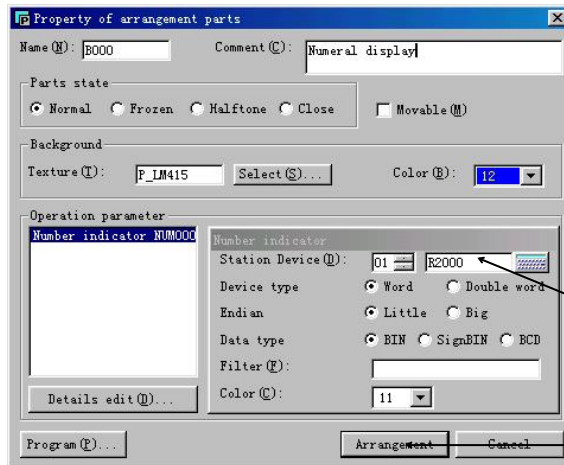 Property of arrangement parts
Name(N): B000 Comment(C): Numeral display
Parts state
Normal Frozen Halftone Close Movable(M)
Background
Texture(T): P_LM415 Select(S)... Color(B): 12
Operation parameter
Number indicator NUM000
Number indicator
Station Device(D): 01 R2000
Device type Word Double word
Endian Little Big
Data type BIN SignBIN BCD
Filter(F):
Color(C): 11
Details edit(D)...
Program(P)... Arrangement Cancel